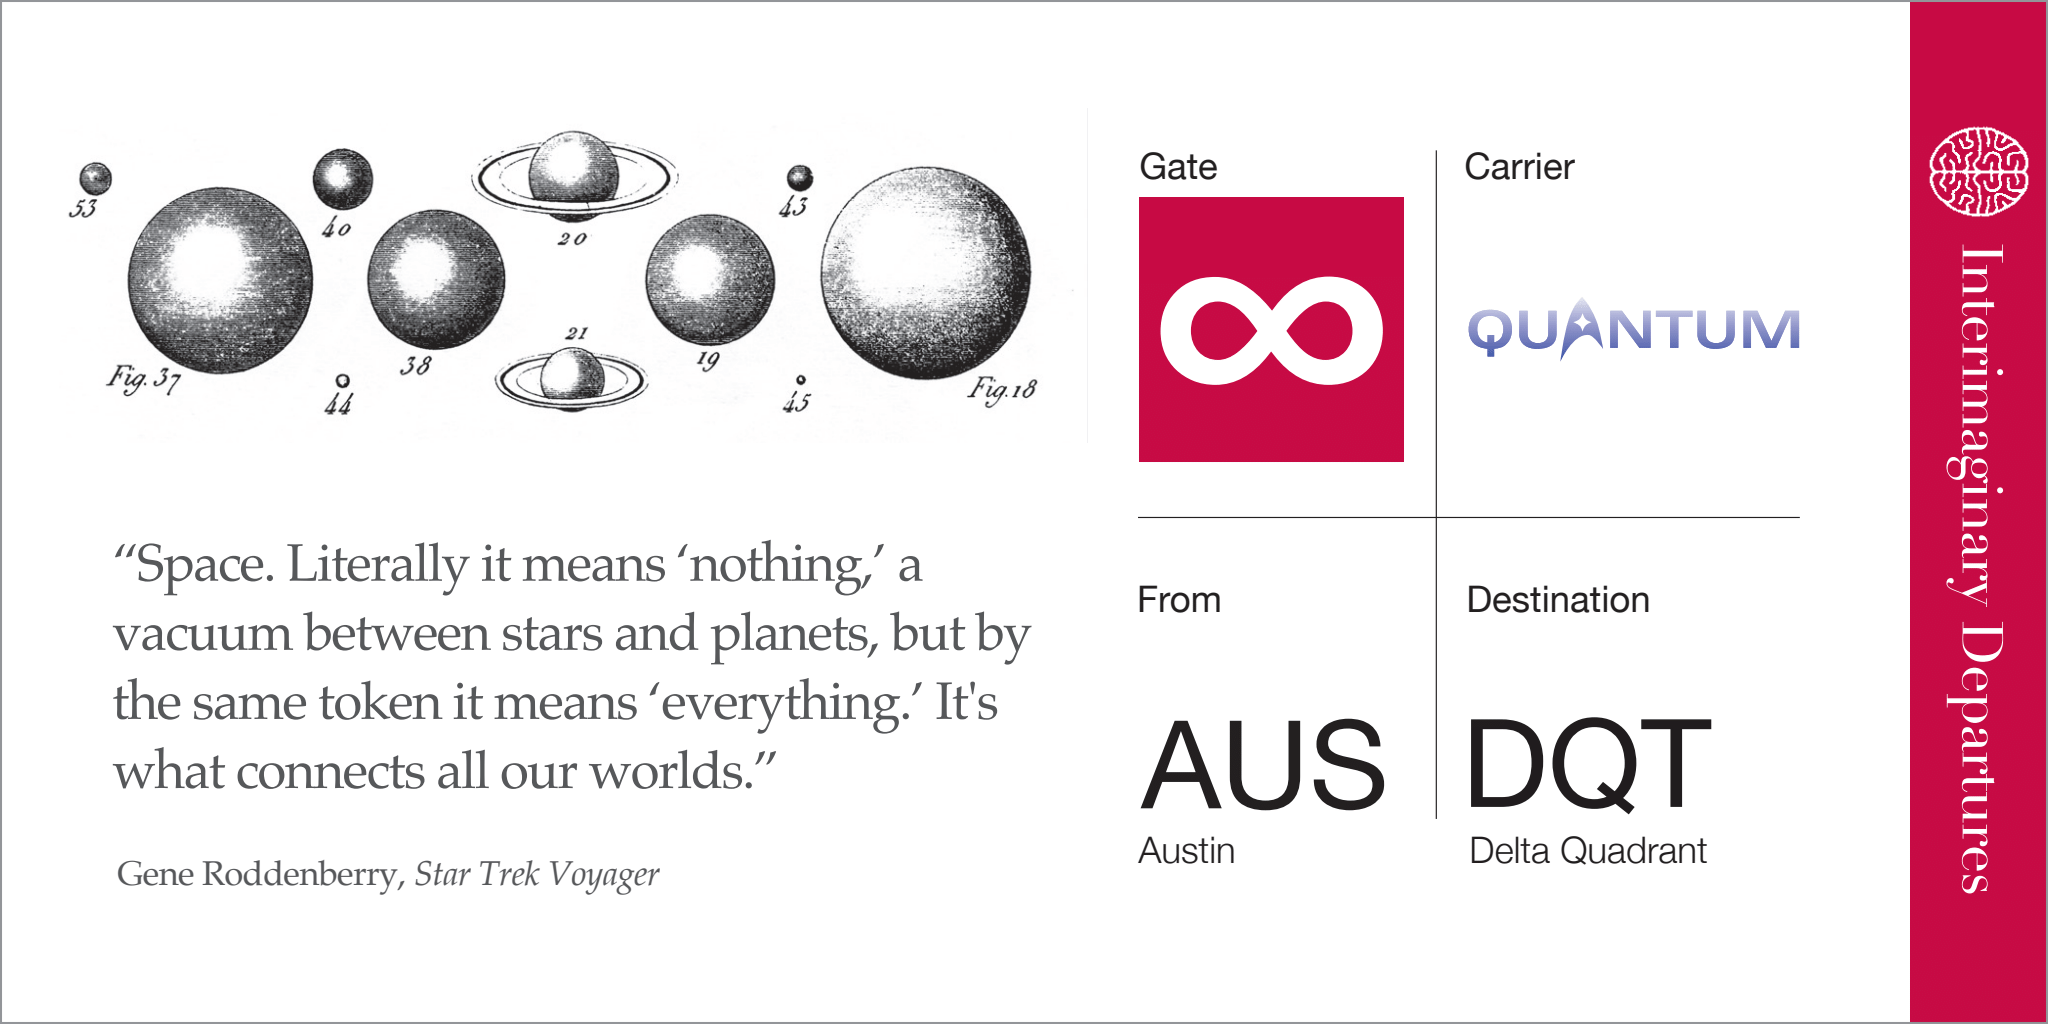 53
Fig. 37
40
44
38
20
21
19
43
45
Fig. 18
“Space. Literally it means ‘nothing,’ a
vacuum between stars and planets, but by
the same token it means ‘everything.’ It's
what connects all our worlds.”
Gene Roddenberry, Star Trek Voyager
Gate
∞
Carrier
QUANTUM
From
AUS
Austin
Destination
DQT
Delta Quadrant
Interimaginary Departures